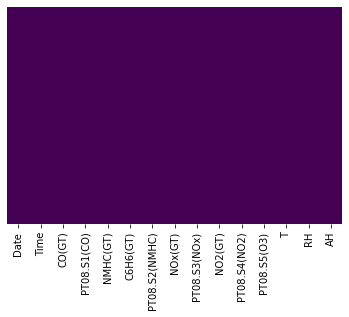 Date
Time
CO(GT)
PT08.S1(CO)
NMHC(GT)
C6H6(GT)
PT08.S2(NMHC)
NOx(GT)
PT08.S3(NOx)
NO2(GT)
PT08.S4(NO2)
PT08.S5(O3)
T
RH
AH